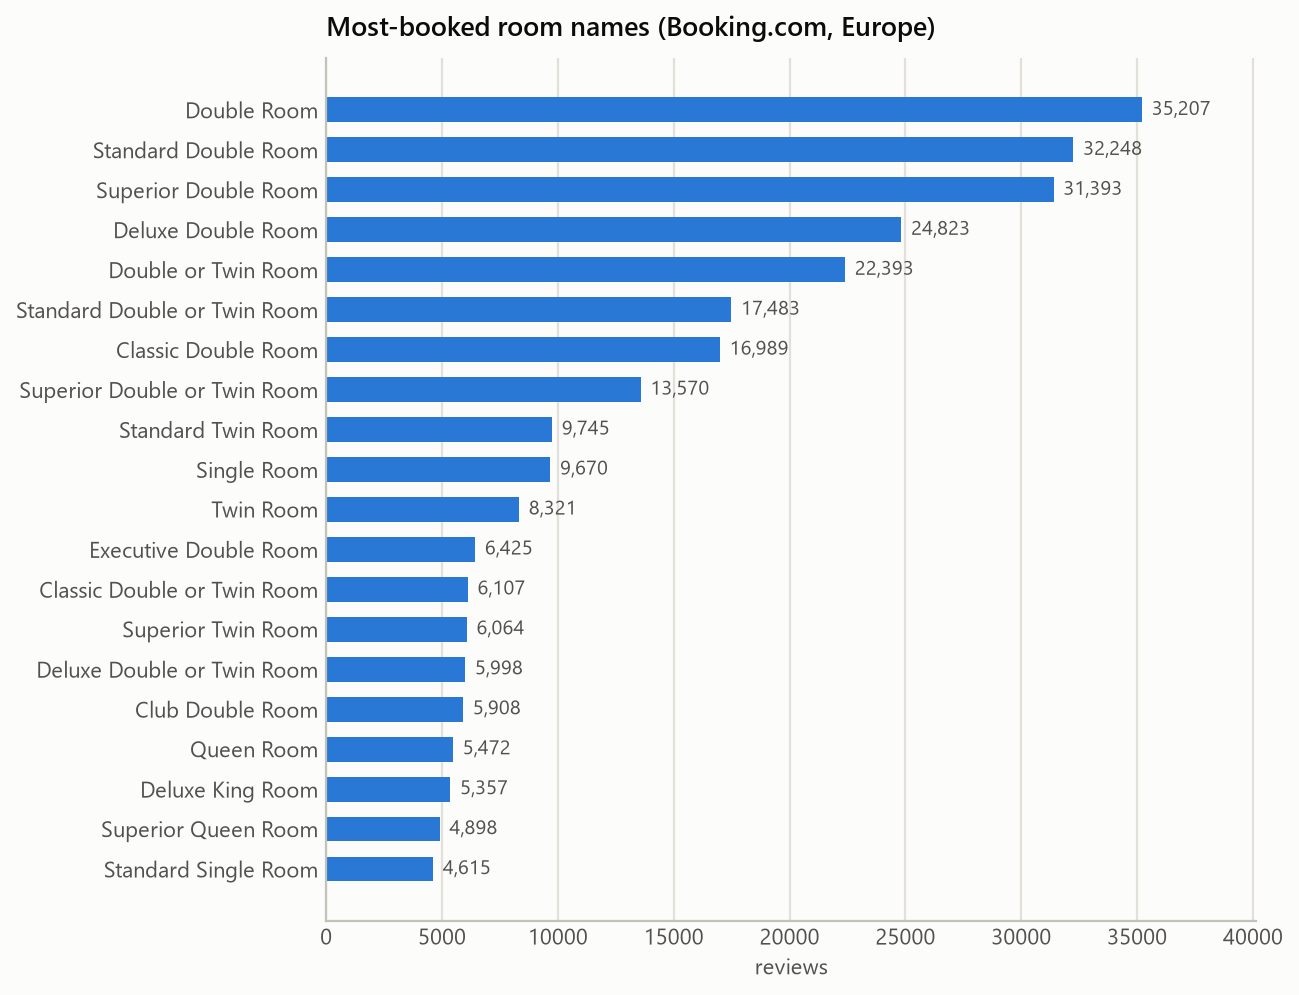 Most-booked room names (Booking.com, Europe)
Double Room 35,207
Standard Double Room 32,248
Superior Double Room 31,393
Deluxe Double Room 24,823
Double or Twin Room 22,393
Standard Double or Twin Room 17,483
Classic Double Room 16,989
Superior Double or Twin Room 13,570
Standard Twin Room 9,745
Single Room 9,670
Twin Room 8,321
Executive Double Room 6,425
Classic Double or Twin Room 6,107
Superior Twin Room 6,064
Deluxe Double or Twin Room 5,998
Club Double Room 5,908
Queen Room 5,472
Deluxe King Room 5,357
Superior Queen Room 4,898
Standard Single Room 4,615
0 5000 10000 15000 20000 25000 30000 35000 40000
reviews